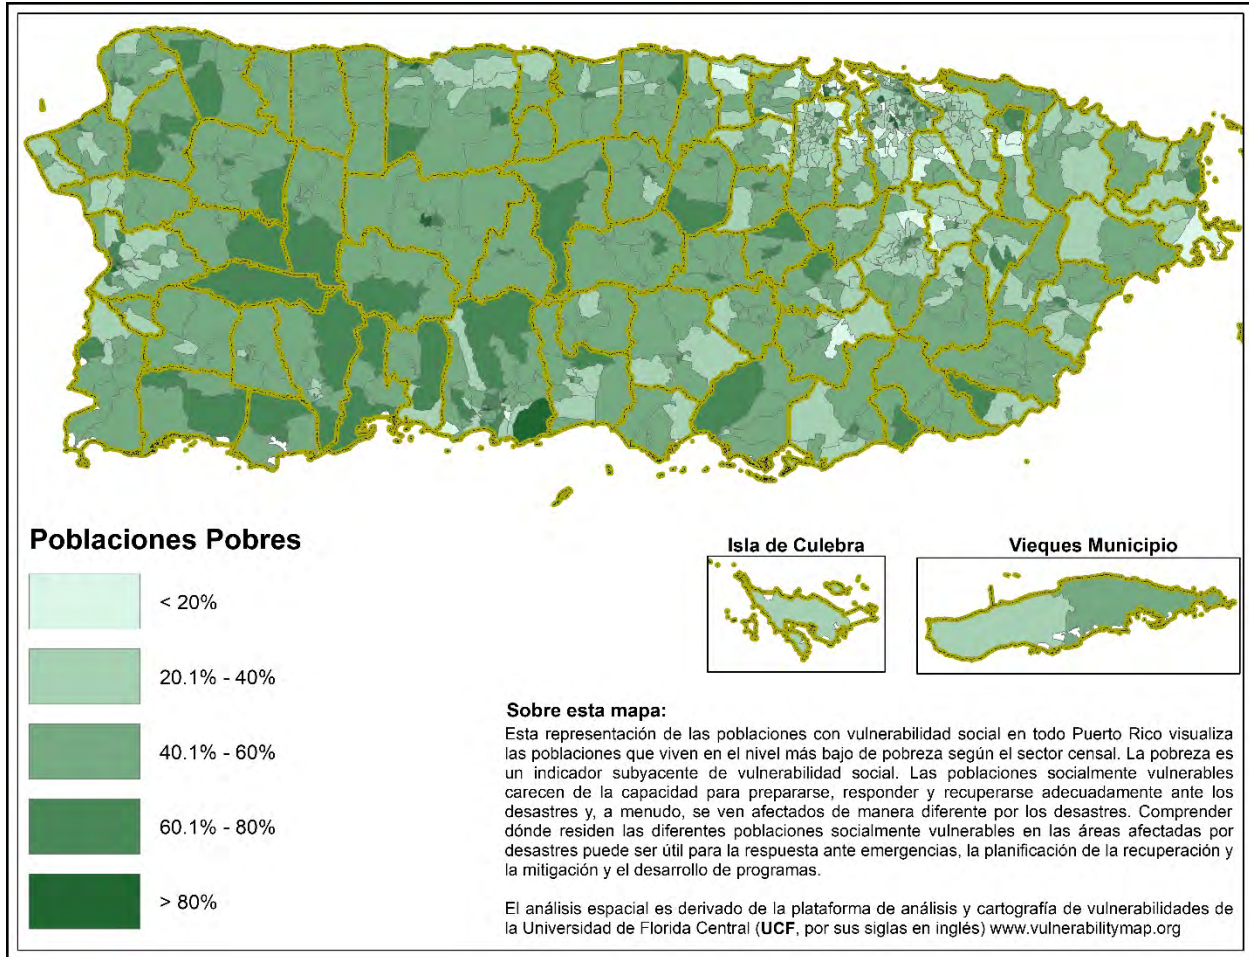 Poblaciones Pobres
< 20%
20.1% - 40%
40.1% - 60%
60.1% - 80%
> 80%
Isla de Culebra
Vieques Municipio
Sobre esta mapa:
Esta representación de las poblaciones con vulnerabilidad social en todo Puerto Rico visualiza
las poblaciones que viven en el nivel más bajo de pobreza según el sector censal. La pobreza es
un indicador subyacente de vulnerabilidad social. Las poblaciones socialmente vulnerables
carecen de la capacidad para prepararse, responder y recuperarse adecuadamente ante los
desastres y, a menudo, se ven afectados de manera diferente por los desastres. Comprender
dónde residen las diferentes poblaciones socialmente vulnerables en las áreas afectadas por
desastres puede ser útil para la respuesta ante emergencias, la planificación de la recuperación y
la mitigación y el desarrollo de programas.
El análisis espacial es derivado de la plataforma de análisis y cartografía de vulnerabilidades de
la Universidad de Florida Central (UCF, por sus siglas en inglés) www.vulnerabilitymap.org